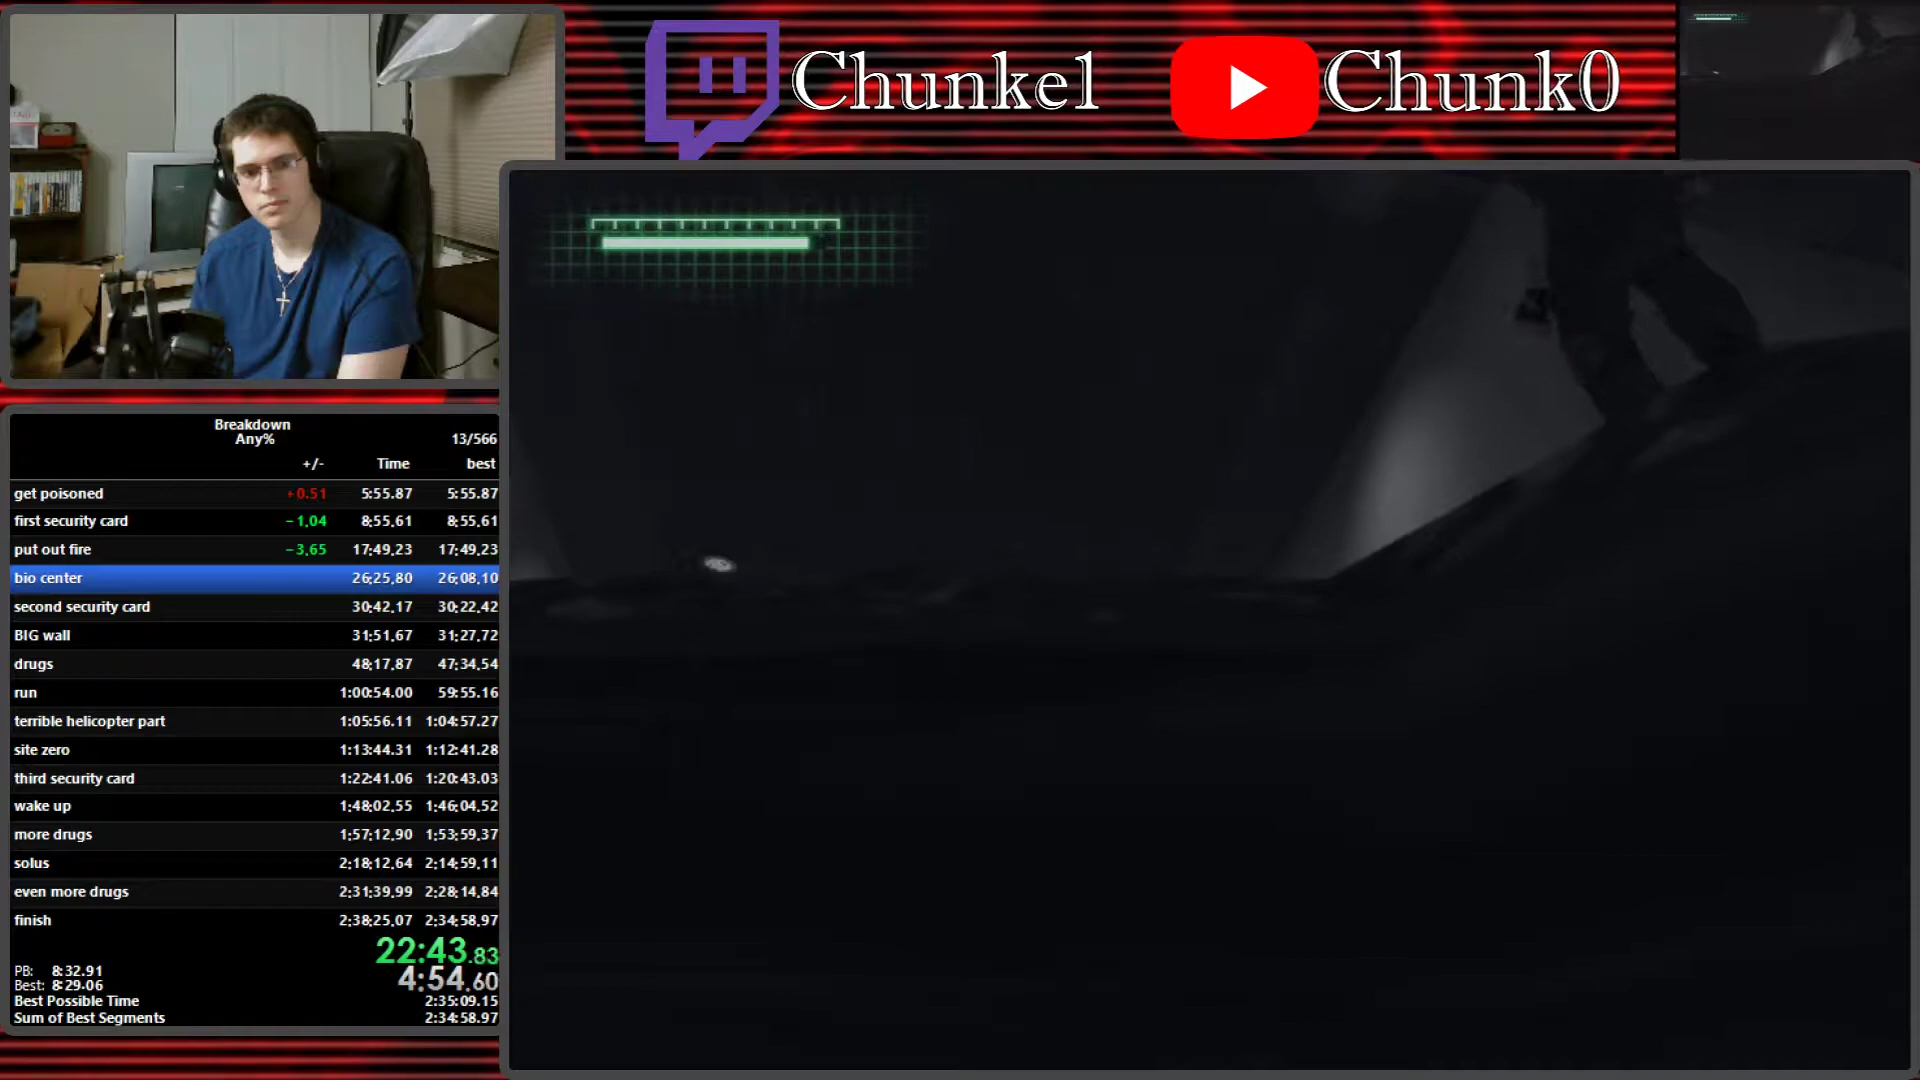 Chunke1
Chunk0
Breakdown
Any% 13/566
+/- Time best
get poisoned +0.51 5:55.87 5:55.87
first security card -1.04 8:55.61 8:55.61
put out fire -3.65 17:49.23 17:49.23
bio center 26:25.80 26:08.10
second security card 30:42.17 30:22.42
BIG wall 31:51.67 31:27.72
drugs 48:17.87 47:34.54
run 1:00:54.00 59:55.16
terrible helicopter part 1:05:56.11 1:04:57.27
site zero 1:13:44.31 1:12:41.28
third security card 1:22:41.06 1:20:43.03
wake up 1:48:02.55 1:46:04.52
more drugs 1:57:12.90 1:53:59.37
solus 2:18:12.64 2:14:59.11
even more drugs 2:31:39.99 2:28:14.84
finish 2:38:25.07 2:34:58.97
22:43.83
PB: 8:32.91
4:54.60
Best: 8:29.06
Best Possible Time 2:35:09.15
Sum of Best Segments 2:34:58.97